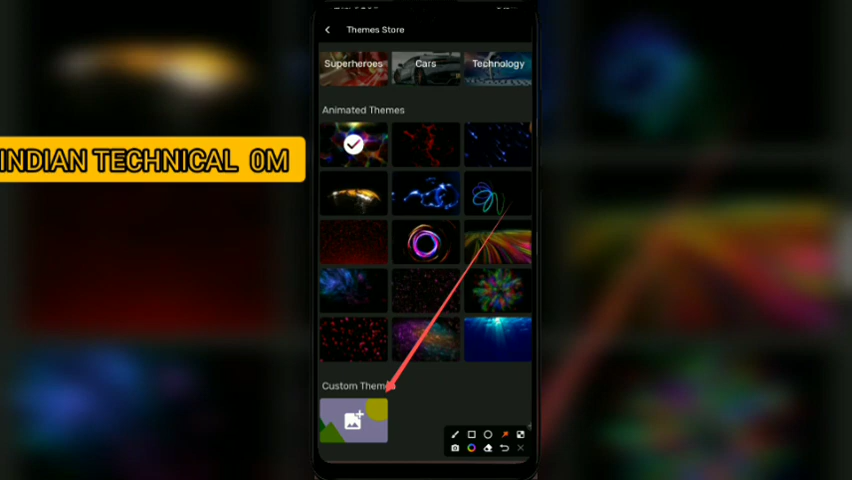 Themes Store
Superheroes
Cars
Technology
Animated Themes
INDIAN TECHNICAL 0M
Custom Themes